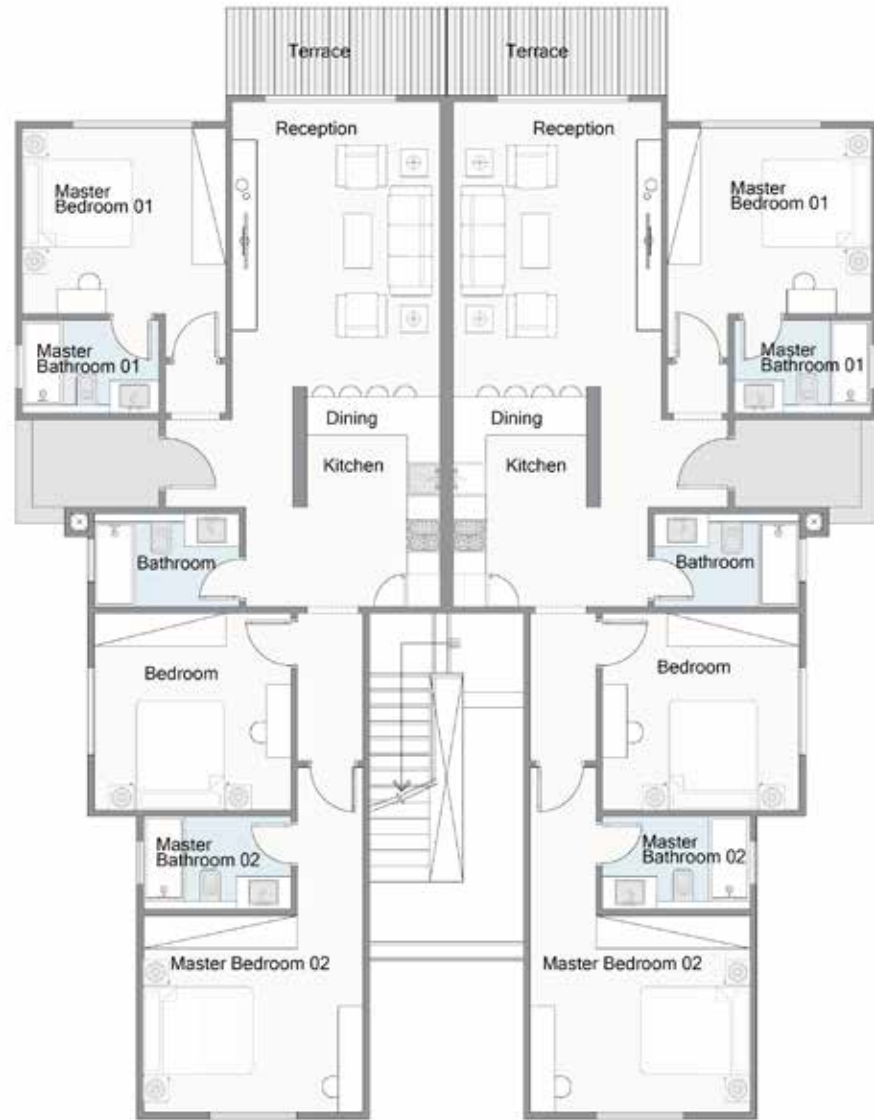 Terrace
Terrace
Reception
Reception
Master
Bedroom 01
Master
Bedroom 01
Master
Bathroom 01
Master
Bathroom 01
Dining
Dining
Kitchen
Kitchen
Bathroom
Bathroom
Bedroom
Bedroom
Master
Bathroom 02
Master
Bathroom 02
Master Bedroom 02
Master Bedroom 02